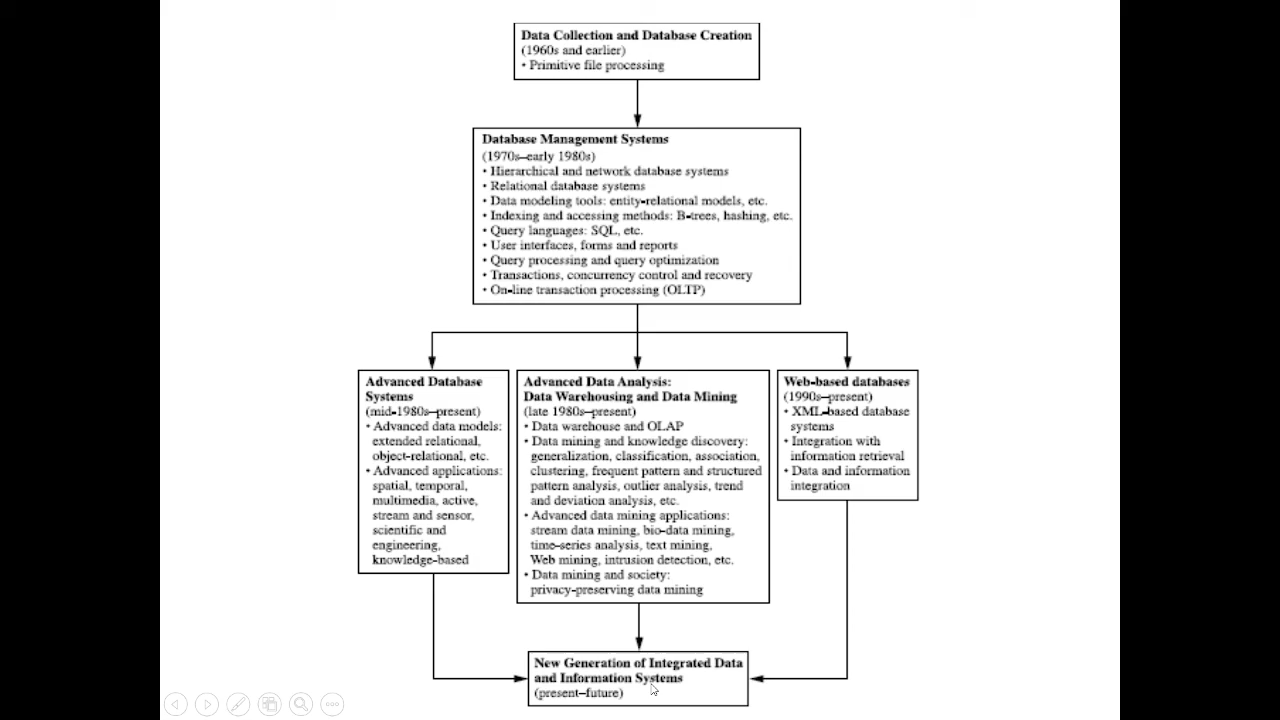 Data Collection and Database Creation
(1960s and earlier)
• Primitive file processing
Database Management Systems
(1970s–early 1980s)
• Hierarchical and network database systems
• Relational database systems
• Data modeling tools: entity-relational models, etc.
• Indexing and accessing methods: B-trees, hashing, etc.
• Query languages: SQL, etc.
• User interfaces, forms and reports
• Query processing and query optimization
• Transactions, concurrency control and recovery
• On-line transaction processing (OLTP)
Advanced Database
Systems
(mid-1980s–present)
• Advanced data models:
extended relational,
object-relational, etc.
• Advanced applications:
spatial, temporal,
multimedia, active,
stream and sensor,
scientific and
engineering,
knowledge-based
Advanced Data Analysis:
Data Warehousing and Data Mining
(late 1980s–present)
• Data warehouse and OLAP
• Data mining and knowledge discovery:
generalization, classification, association,
clustering, frequent pattern and structured
pattern analysis, outlier analysis, trend
and deviation analysis, etc.
• Advanced data mining applications:
stream data mining, bio-data mining,
time-series analysis, text mining,
Web mining, intrusion detection, etc.
• Data mining and society:
privacy-preserving data mining
Web-based databases
(1990s–present)
• XML-based database
systems
• Integration with
information retrieval
• Data and information
integration
New Generation of Integrated Data
and Information Systems
(present–future)